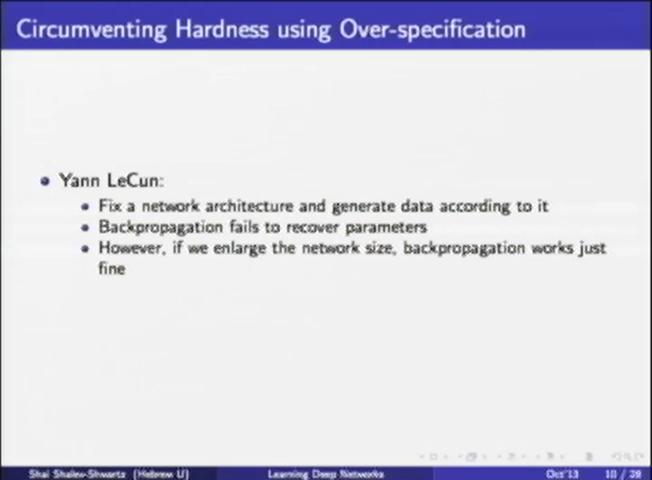 Circumventing Hardness using Over-specification
Yann LeCun:
Fix a network architecture and generate data according to it
Backpropagation fails to recover parameters
However, if we enlarge the network size, backpropagation works just
fine
Shai Shalev-Shwartz (Hebrew U)
Learning Deep Networks
Oct'13
10 / 28